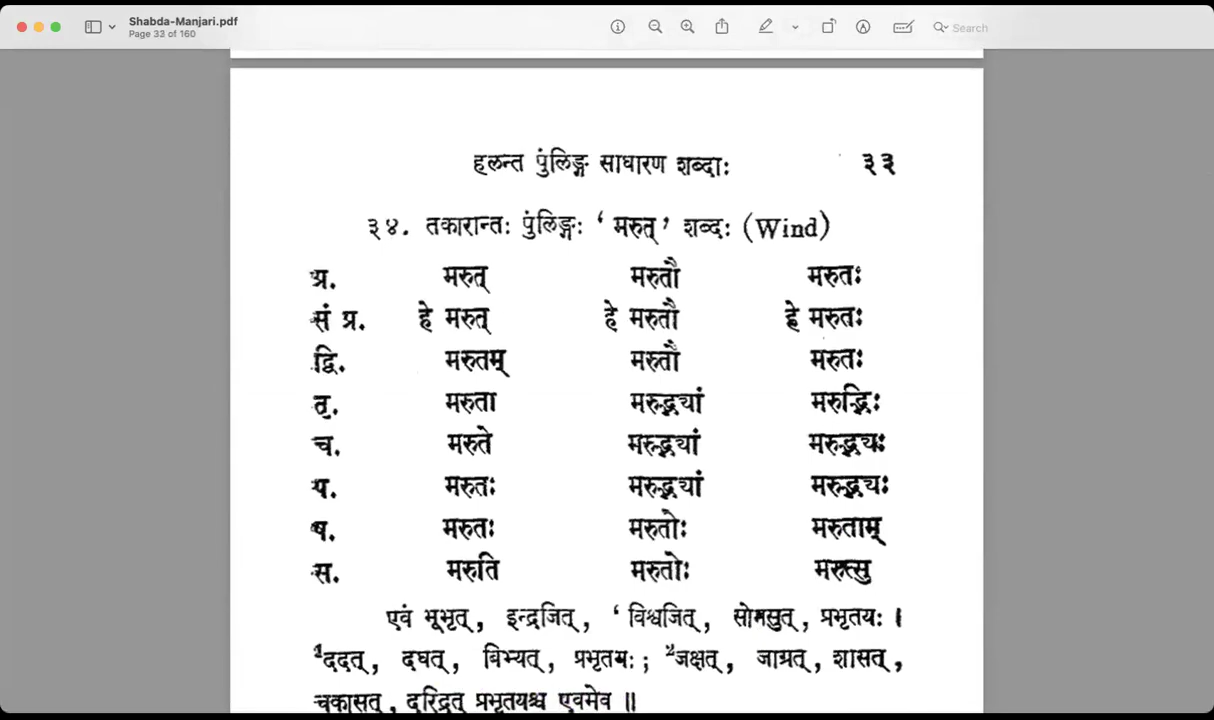 Shabda-Manjari.pdf
Page 33 of 160
Search
हलन्त पुंलिङ्ग साधारण शब्दाः ३३
३४. तकारान्तः पुंलिङ्गः ‘ मरुत् ’ शब्दः (Wind)
प्र. मरुत् मरुतौ मरुतः
सं प्र. हे मरुत् हे मरुतौ हे मरुतः
द्वि. मरुतम् मरुतौ मरुतः
तृ. मरुता मरुद्भ्यां मरुद्भिः
च. मरुते मरुद्भ्यां मरुद्भ्यः
प. मरुतः मरुद्भ्यां मरुद्भ्यः
ष. मरुतः मरुतोः मरुताम्
स. मरुति मरुतोः मरुत्सु
एवं भूभृत्, इन्द्रजित्, ‘ विश्वजित्, सोमसुत्, प्रभृतयः ।
¹ददत्, दधत्, बिभ्यत्, प्रभृतयः; ²जक्षत्, जाग्रत्, शासत्,
चकासत्, दरिद्रत् प्रभृतयश्च एवमेव ॥